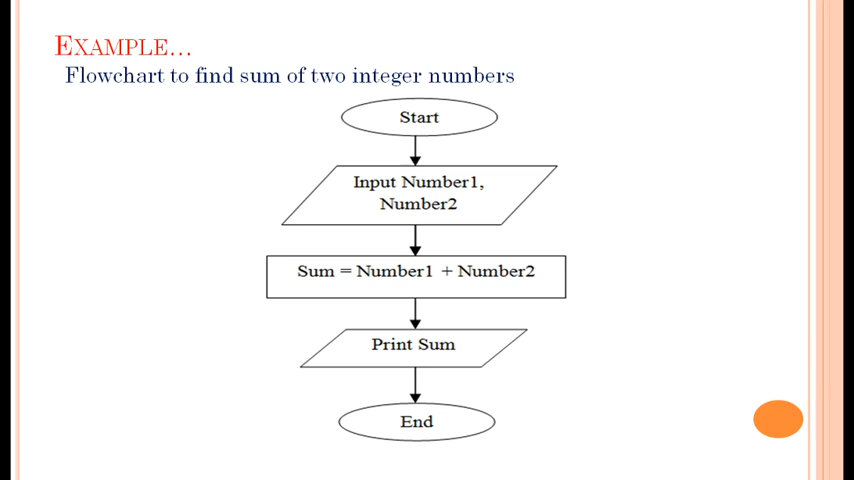 EXAMPLE...
Flowchart to find sum of two integer numbers
Start
Input Number1,
Number2
Sum = Number1 + Number2
Print Sum
End